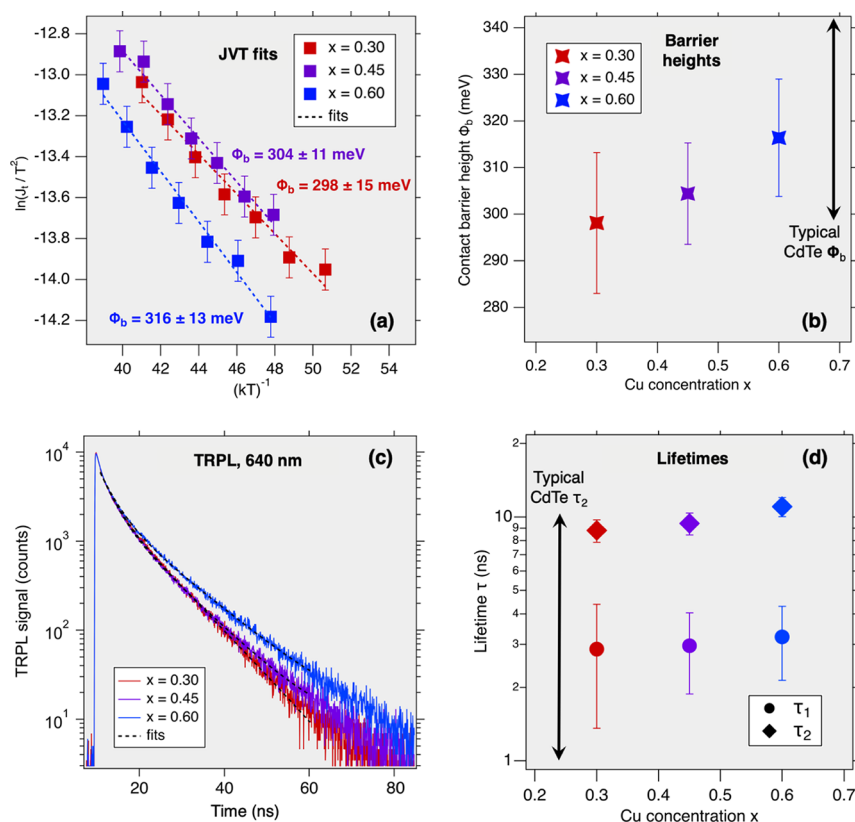 -12.8
-13.0
-13.2
-13.4
-13.6
-13.8
-14.0
-14.2
ln(Jt / T2)
JVT fits
x = 0.30
x = 0.45
x = 0.60
fits
Φb = 304 ± 11 meV
Φb = 298 ± 15 meV
Φb = 316 ± 13 meV
(a)
40 42 44 46 48 50 52 54
(kT)-1
340
330
320
310
300
290
280
Contact barrier height Φb (meV)
x = 0.30
x = 0.45
x = 0.60
Barrier
heights
Typical
CdTe Φb
(b)
0.2 0.3 0.4 0.5 0.6 0.7
Cu concentration x
104
103
102
101
TRPL signal (counts)
TRPL, 640 nm
(c)
x = 0.30
x = 0.45
x = 0.60
fits
20 40 60 80
Time (ns)
2
10
9
8
7
6
5
4
3
2
1
Lifetime τ (ns)
Lifetimes
(d)
Typical
CdTe τ2
τ1
τ2
0.2 0.3 0.4 0.5 0.6 0.7
Cu concentration x